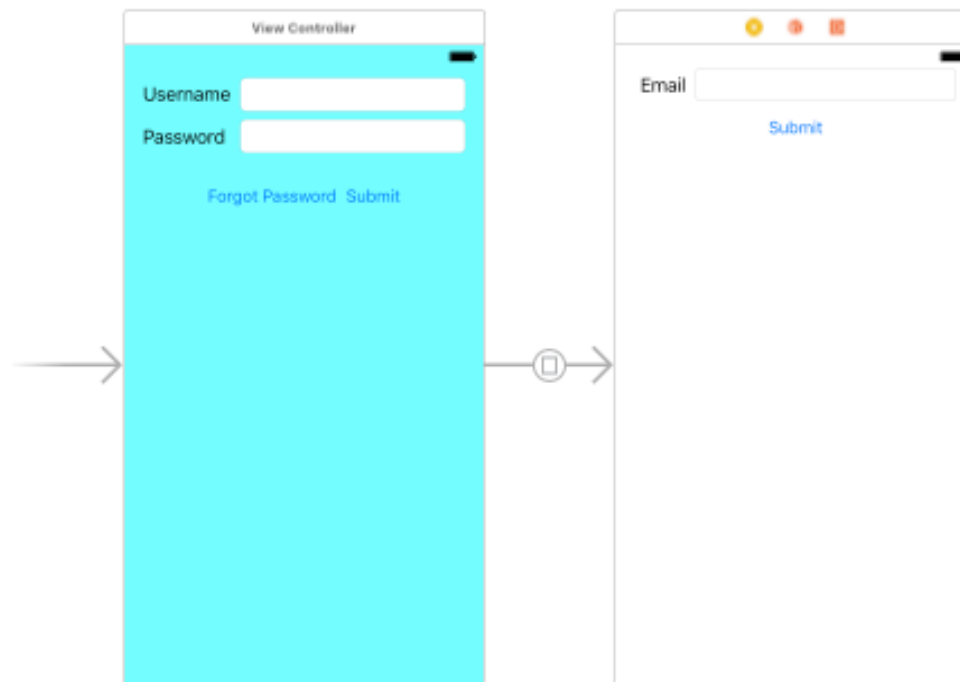 View Controller
Username
Password
Forgot Password Submit
Email
Submit